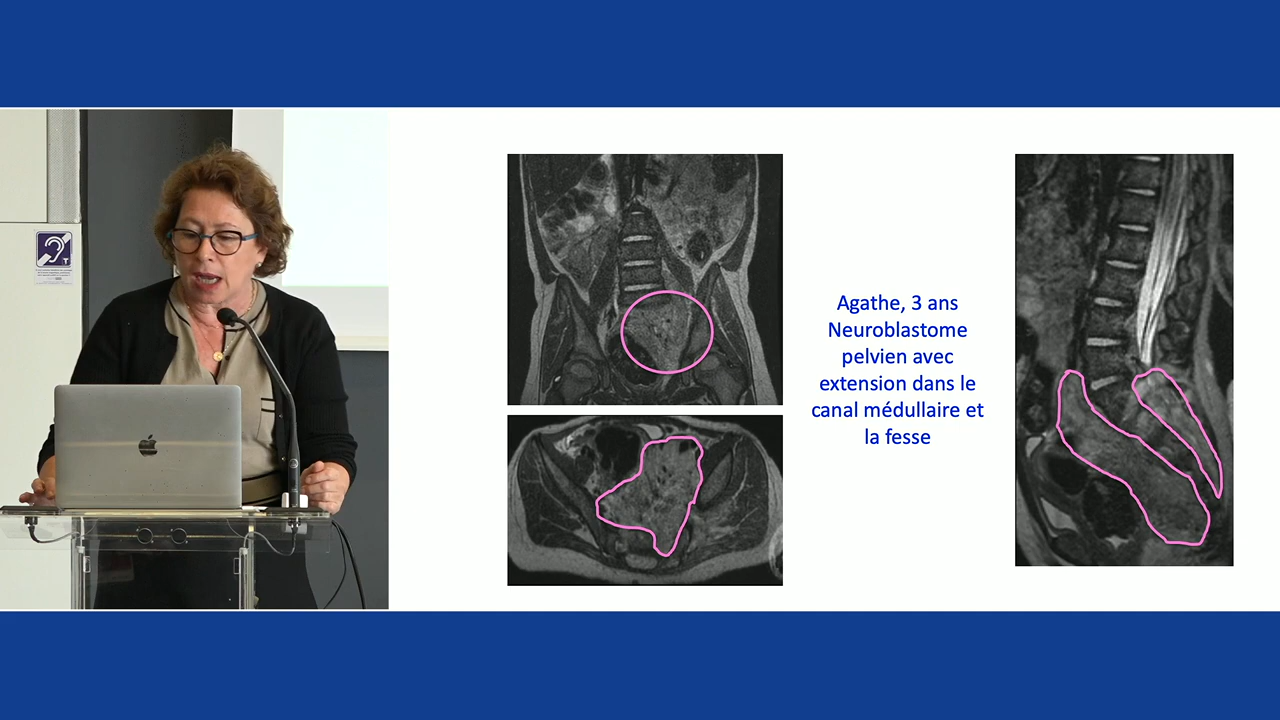 Agathe, 3 ans
Neuroblastome
pelvien avec
extension dans le
canal médullaire et
la fesse